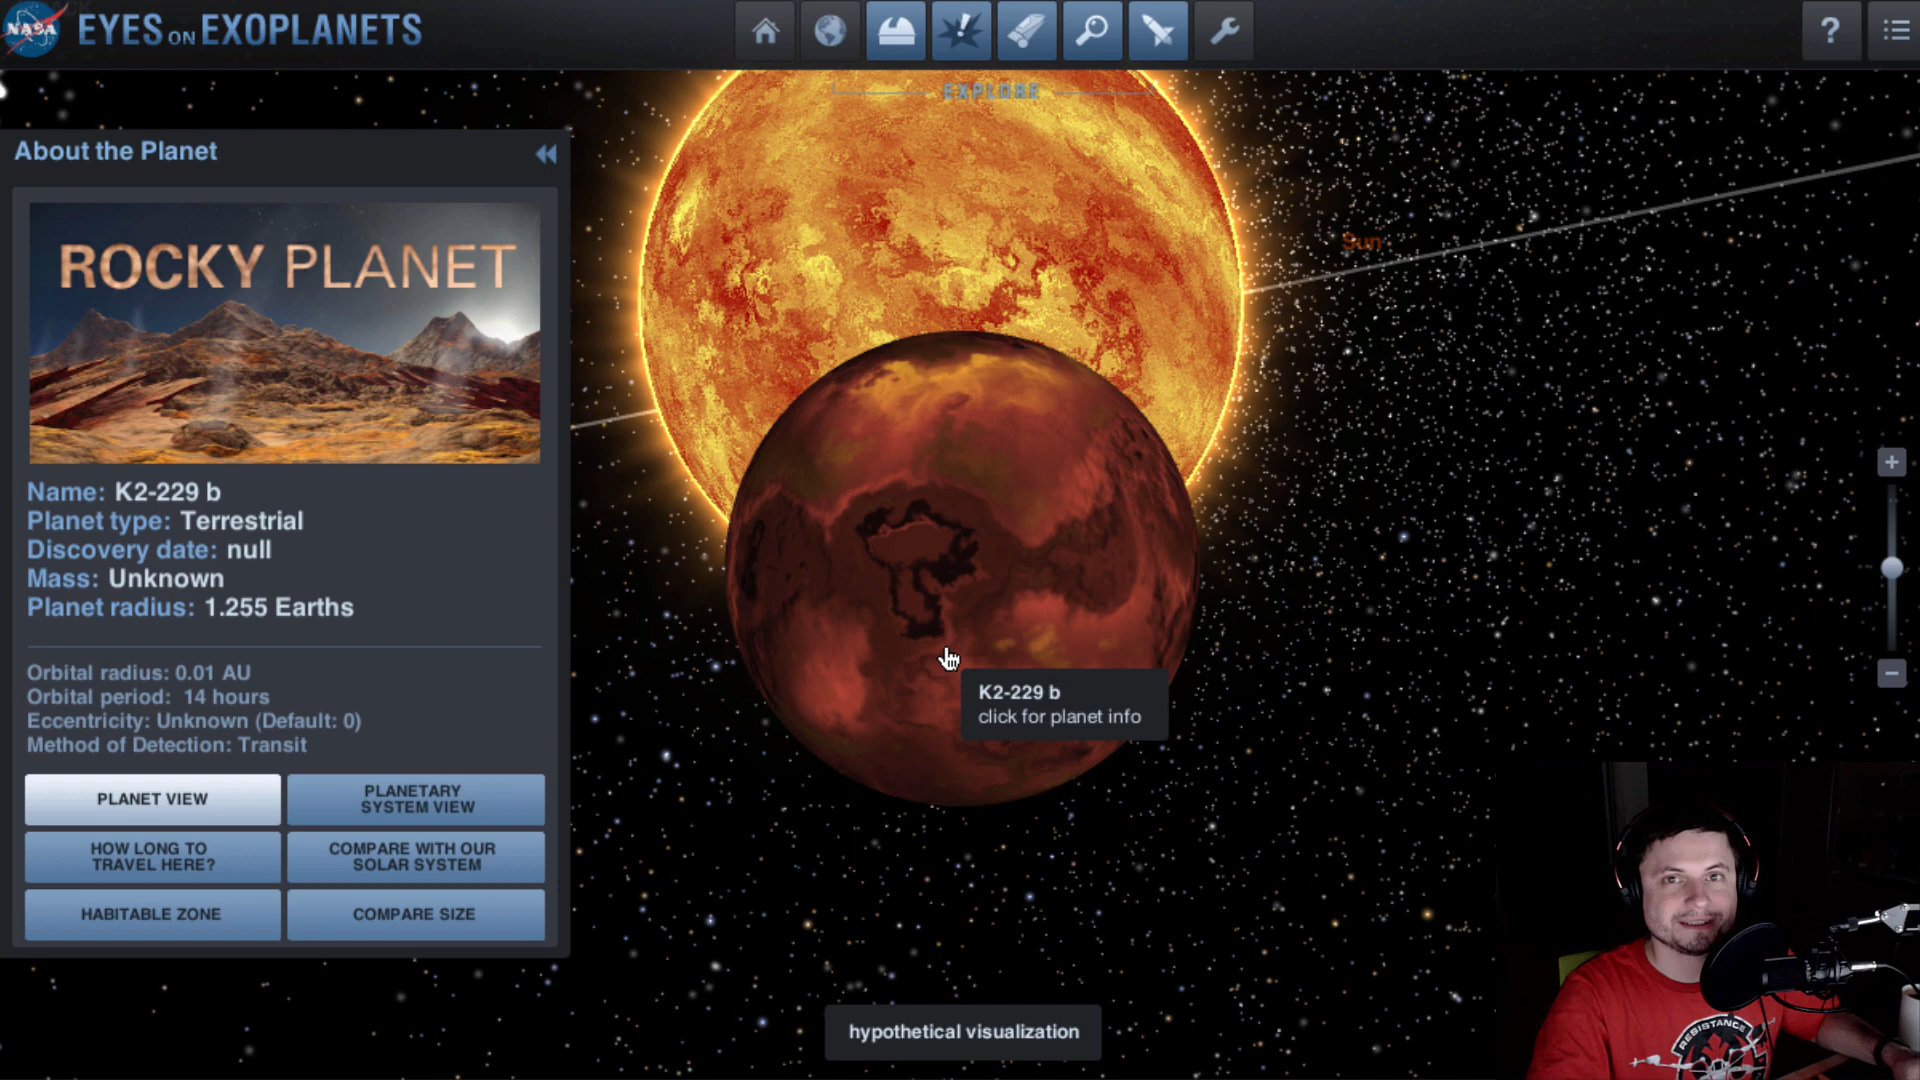 NASA
EYES ON EXOPLANETS
?
EXPLORE
About the Planet
ROCKY PLANET
Sun
Name: K2-229 b
Planet type: Terrestrial
Discovery date: null
Mass: Unknown
Planet radius: 1.255 Earths
Orbital radius: 0.01 AU
Orbital period: 14 hours
Eccentricity: Unknown (Default: 0)
Method of Detection: Transit
K2-229 b
click for planet info
PLANET VIEW
PLANETARY
SYSTEM VIEW
HOW LONG TO
TRAVEL HERE?
COMPARE WITH OUR
SOLAR SYSTEM
HABITABLE ZONE
COMPARE SIZE
hypothetical visualization
RESISTANCE